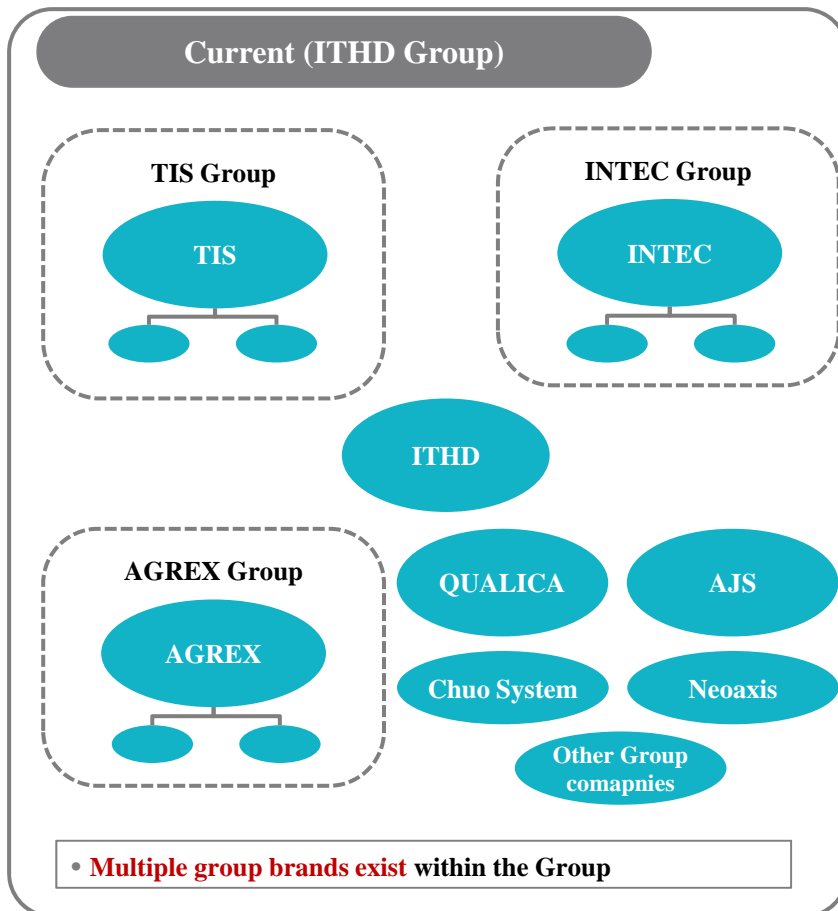 Current (ITHD Group)
TIS Group
TIS
INTEC Group
INTEC
ITHD
AGREX Group
AGREX
QUALICA
AJS
Chuo System
Neoaxis
Other Group
comapnies
• Multiple group brands exist within the Group